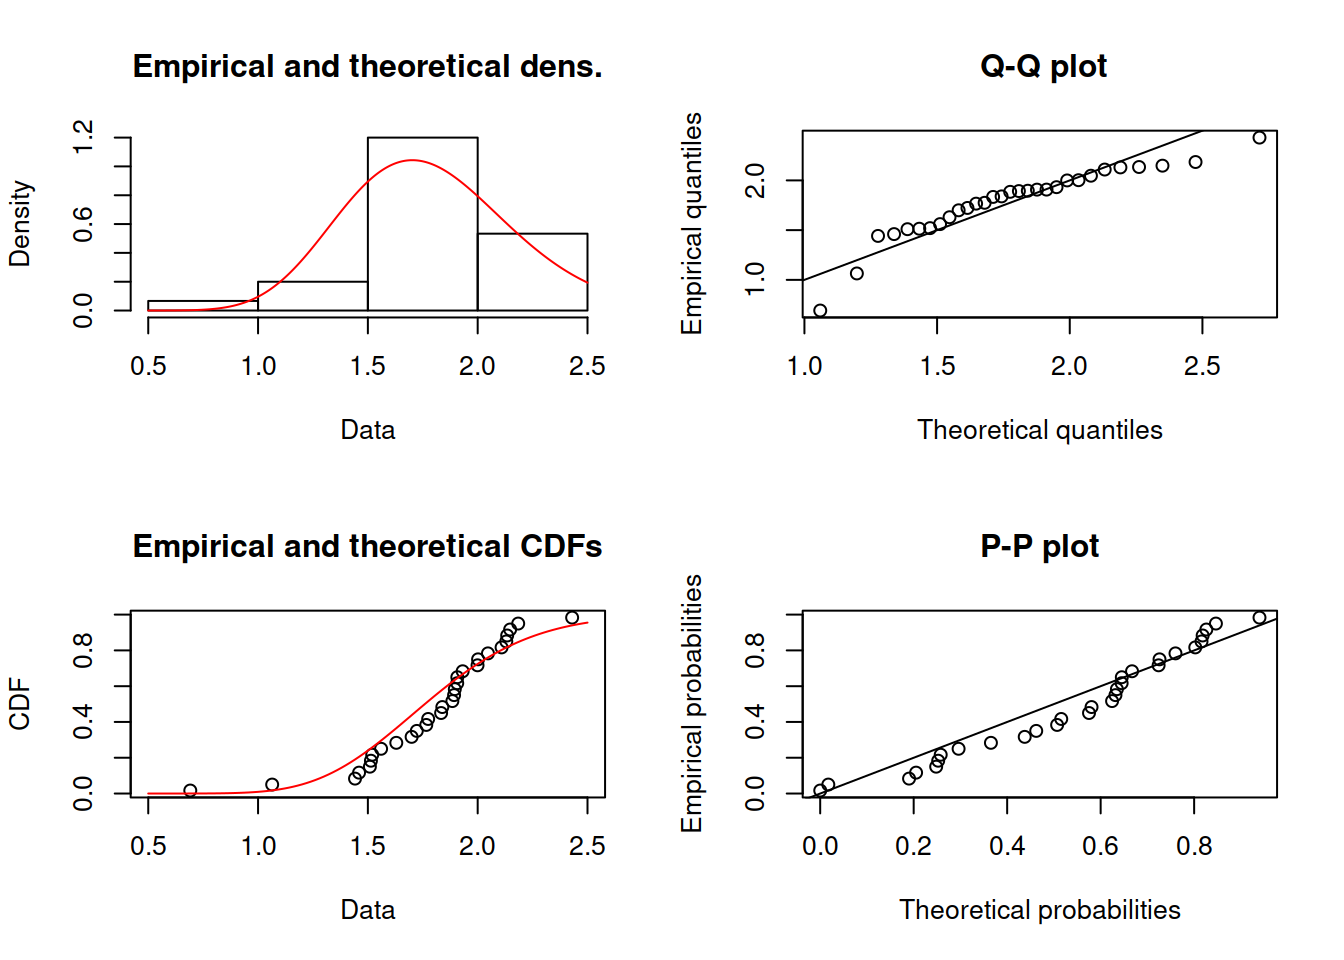 Empirical and theoretical dens.
Density
0.0 0.6 1.2
0.5 1.0 1.5 2.0 2.5
Data
Q-Q plot
Empirical quantiles
1.0 2.0
1.0 1.5 2.0 2.5
Theoretical quantiles
Empirical and theoretical CDFs
CDF
0.0 0.4 0.8
0.5 1.0 1.5 2.0 2.5
Data
P-P plot
Empirical probabilities
0.0 0.4 0.8
0.0 0.2 0.4 0.6 0.8
Theoretical probabilities